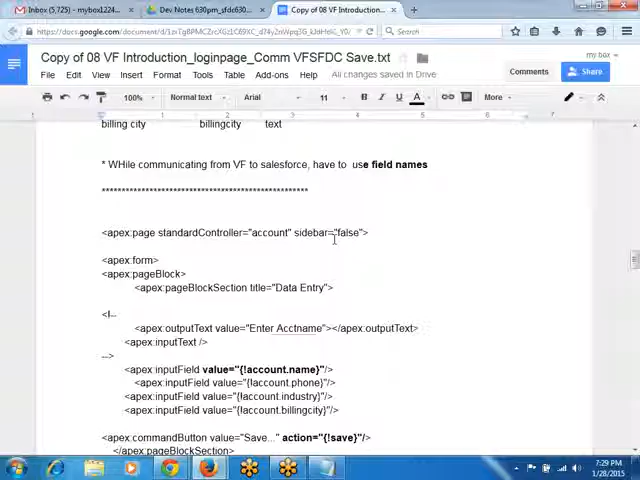 Inbox (5,725) - mybox1224...
Dev Notes 630pm_sfdc630...
Copy of 08 VF Introduction...
Search
Copy of 08 VF Introduction_loginpage_Comm VFSFDC Save.txt
my box
File Edit View Insert Format Tools Table Add-ons Help All changes saved in Drive
Comments
Share
100% Normal text Arial 11 B I U A More
billing city billingcity text
* WHile communicating from VF to salesforce, have to use field names
****************************************************
<apex:page standardController="account" sidebar="false">
<apex:form>
<apex:pageBlock>
<apex:pageBlockSection title="Data Entry">
<!--
<apex:outputText value="Enter Acctname"></apex:outputText>
<apex:inputText />
-->
<apex:inputField value="{!account.name}"/>
<apex:inputField value="{!account.phone}"/>
<apex:inputField value="{!account.industry}"/>
<apex:inputField value="{!account.billingcity}"/>
<apex:commandButton value="Save..." action="{!save}"/>
</apex:pageBlockSection>
7:29 PM
1/28/2015